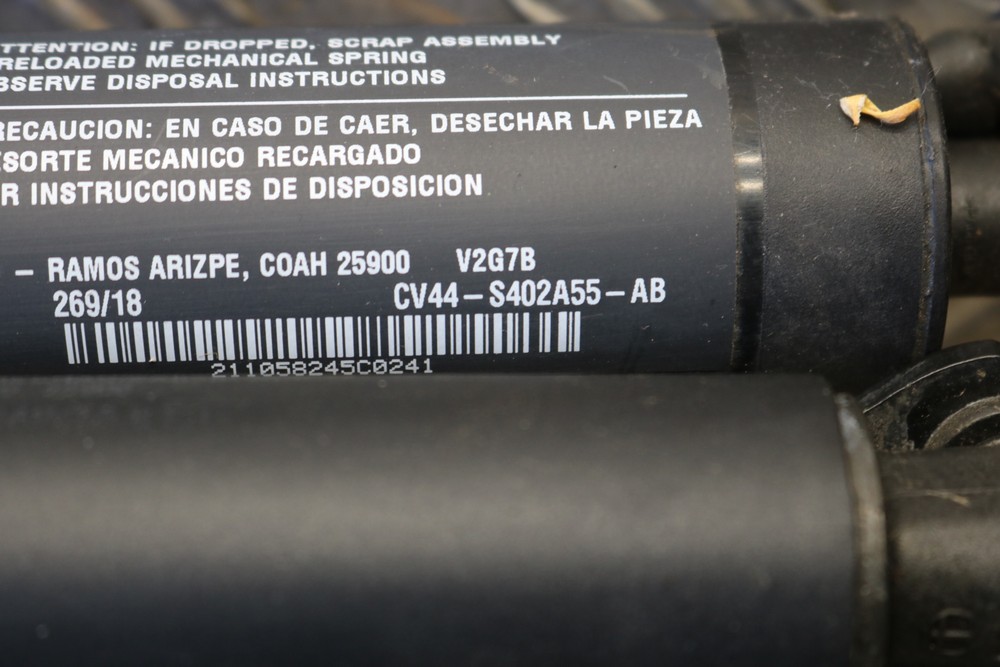 TTENTION: IF DROPPED, SCRAP ASSEMBLY
RELOADED MECHANICAL SPRING
BSERVE DISPOSAL INSTRUCTIONS
RECAUCION: EN CASO DE CAER, DESECHAR LA PIEZA
ESORTE MECANICO RECARGADO
R INSTRUCCIONES DE DISPOSICION
– RAMOS ARIZPE, COAH 25900 V2G7B
269/18 CV44–S402A55–AB
211058245C0241